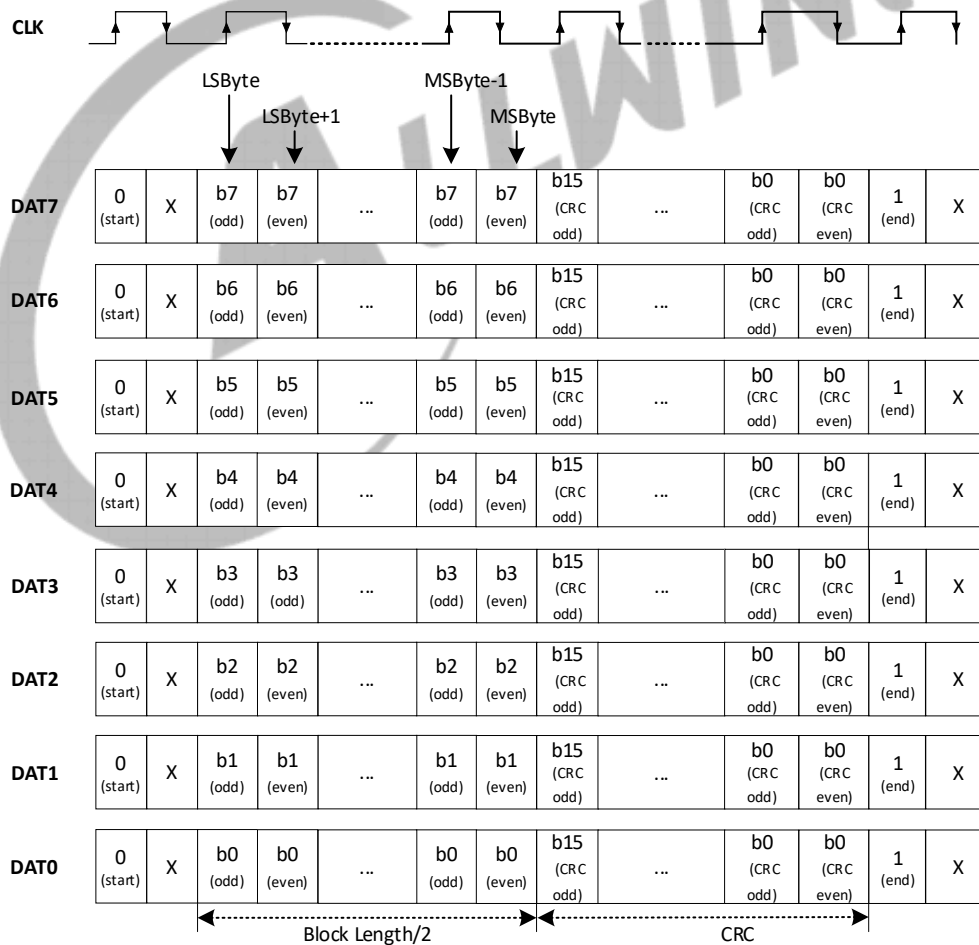 CLK
LSByte MSByte-1
LSByte+1 MSByte
DAT7 0 (start) X b7 (odd) b7 (even) ... b7 (odd) b7 (even) b15 (CRC odd) ... b0 (CRC odd) b0 (CRC even) 1 (end) X
DAT6 0 (start) X b6 (odd) b6 (even) ... b6 (odd) b6 (even) b15 (CRC odd) ... b0 (CRC odd) b0 (CRC even) 1 (end) X
DAT5 0 (start) X b5 (odd) b5 (even) ... b5 (odd) b5 (even) b15 (CRC odd) ... b0 (CRC odd) b0 (CRC even) 1 (end) X
DAT4 0 (start) X b4 (odd) b4 (even) ... b4 (odd) b4 (even) b15 (CRC odd) ... b0 (CRC odd) b0 (CRC even) 1 (end) X
DAT3 0 (start) X b3 (odd) b3 (odd) ... b3 (odd) b3 (even) b15 (CRC odd) ... b0 (CRC odd) b0 (CRC even) 1 (end) X
DAT2 0 (start) X b2 (odd) b2 (even) ... b2 (odd) b2 (even) b15 (CRC odd) ... b0 (CRC odd) b0 (CRC even) 1 (end) X
DAT1 0 (start) X b1 (odd) b1 (even) ... b1 (odd) b1 (even) b15 (CRC odd) ... b0 (CRC odd) b0 (CRC even) 1 (end) X
DAT0 0 (start) X b0 (odd) b0 (even) ... b0 (odd) b0 (even) b15 (CRC odd) ... b0 (CRC odd) b0 (CRC even) 1 (end) X
Block Length/2 CRC